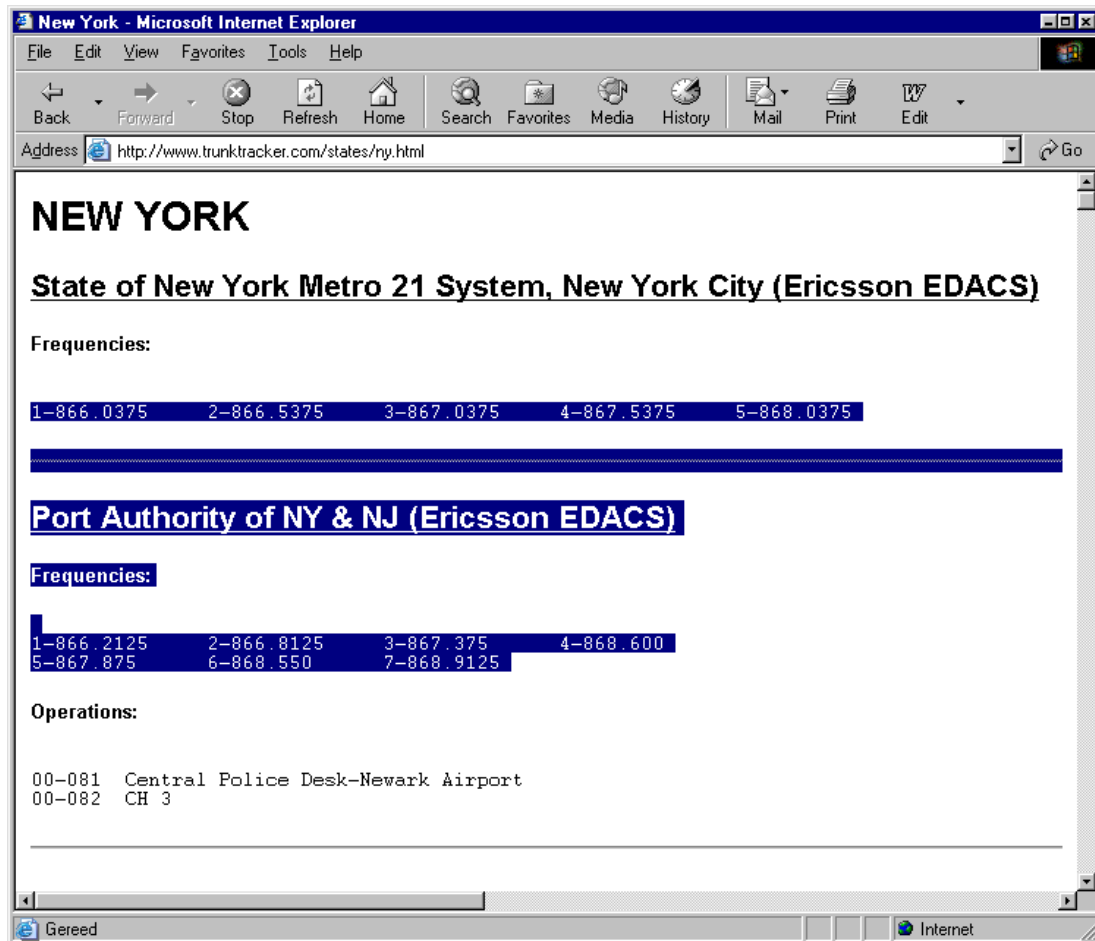 New York - Microsoft Internet Explorer
File Edit View Favorites Tools Help
Back Forward Stop Refresh Home Search Favorites Media History Mail Print Edit
Address http://www.trunktracker.com/states/ny.html Go
NEW YORK
State of New York Metro 21 System, New York City (Ericsson EDACS)
Frequencies:
1-866.0375 2-866.5375 3-867.0375 4-867.5375 5-868.0375
Port Authority of NY & NJ (Ericsson EDACS)
Frequencies:
1-866.2125 2-866.8125 3-867.375 4-868.600
5-867.875 6-868.550 7-868.9125
Operations:
00-081 Central Police Desk-Newark Airport
00-082 CH 3
Gereed Internet